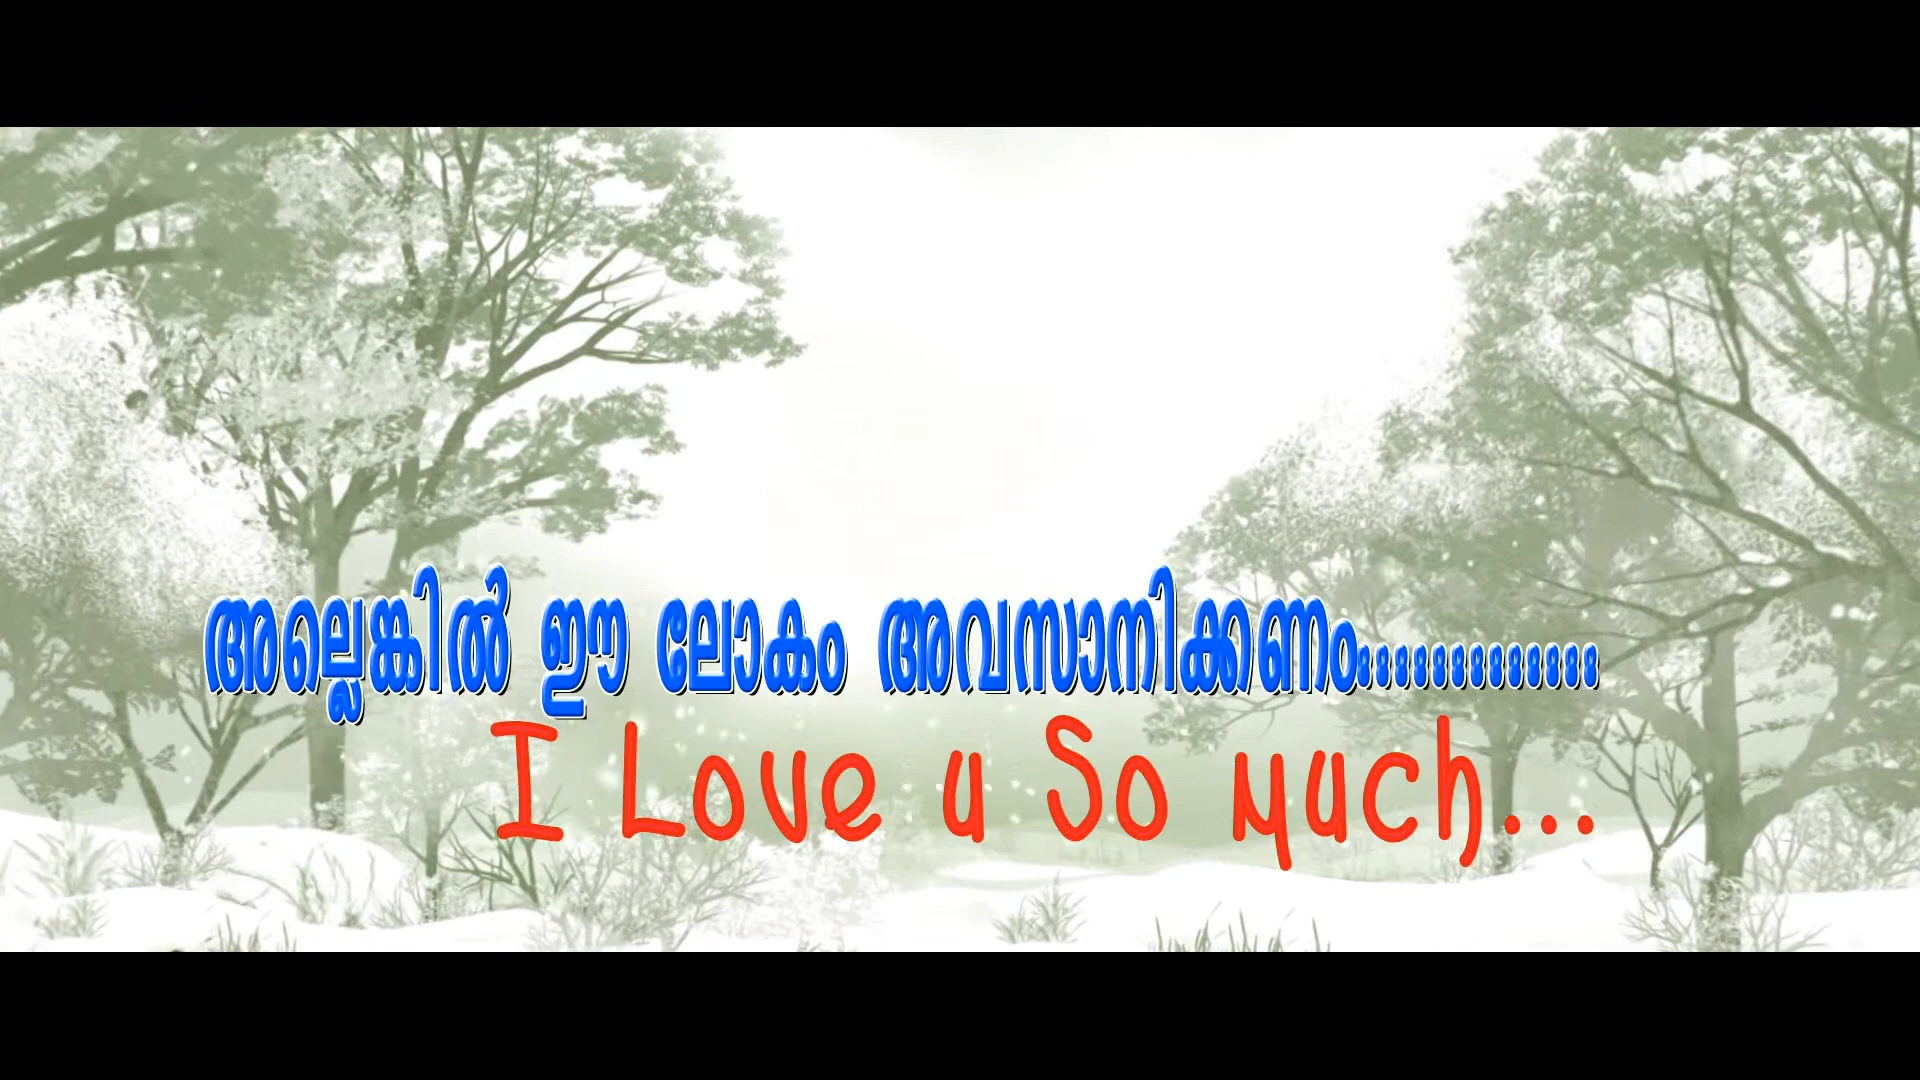 അല്ലെങ്കിൽ ഈ ലോകം അവസാനിക്കണം.............
I Love u So Much...